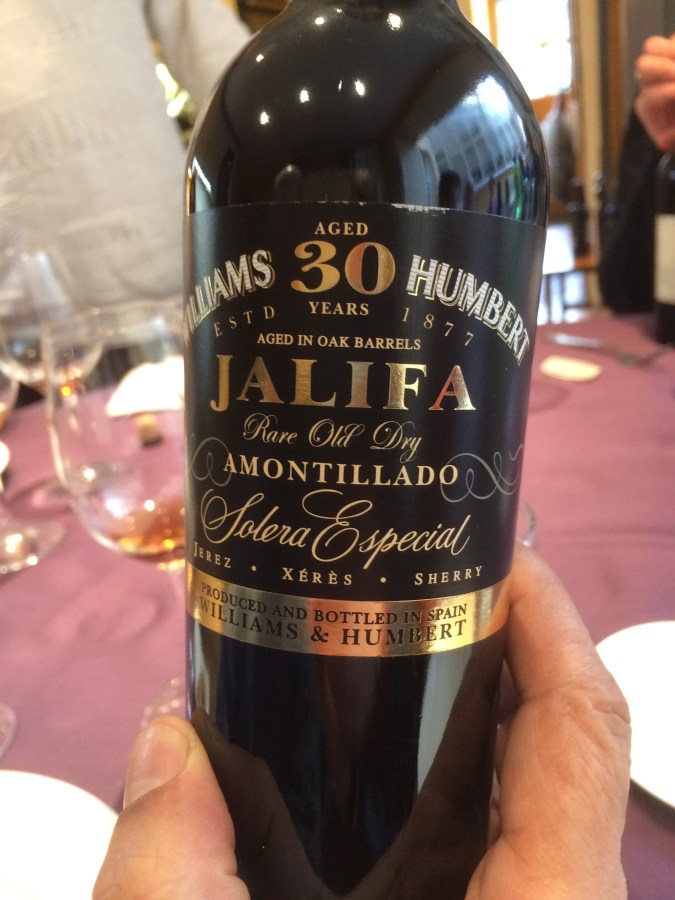 AGED
WILLIAMS 30 HUMBERT
ESTD YEARS 1877
AGED IN OAK BARRELS
JALIFA
Rare Old Dry
AMONTILLADO
Solera Especial
JEREZ • XÉRÈS • SHERRY
PRODUCED AND BOTTLED IN SPAIN
WILLIAMS & HUMBERT